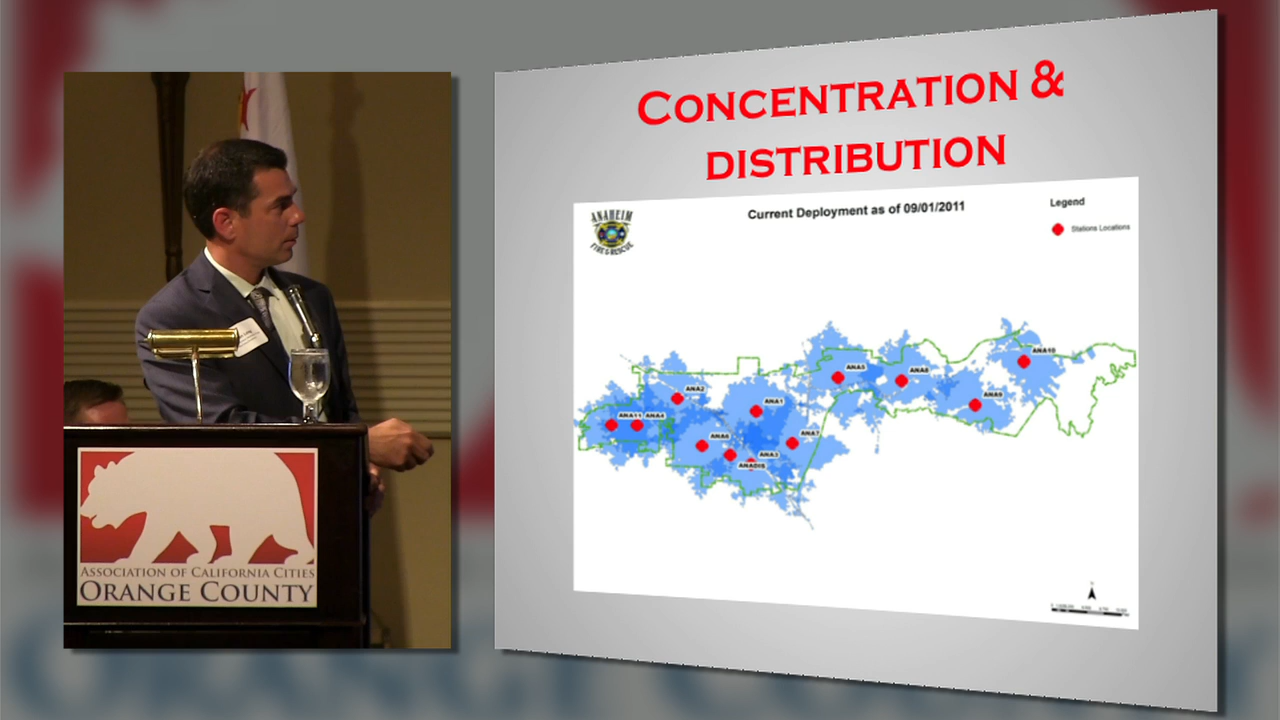 CONCENTRATION &
DISTRIBUTION
ANAHEIM
FIRE & RESCUE
Current Deployment as of 09/01/2011
Legend
Stations Locations
ANA10
ANA5
ANA8
ANA2
ANA9
ANA1
ANA11
ANA4
ANA7
ANA6
ANA3
ASSOCIATION OF CALIFORNIA CITIES
ORANGE COUNTY